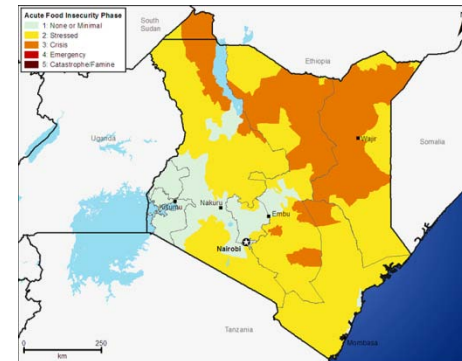 Acute Food Insecurity Phase
1. None or Minimal
2. Stressed
3. Crisis
4. Emergency
5. Catastrophe/Famine
South
Sudan
Ethiopia
Uganda
Wajir
Somalia
Kisumu
Nakuru
Embu
Nairobi
Tanzania
Mombasa
0
250
km